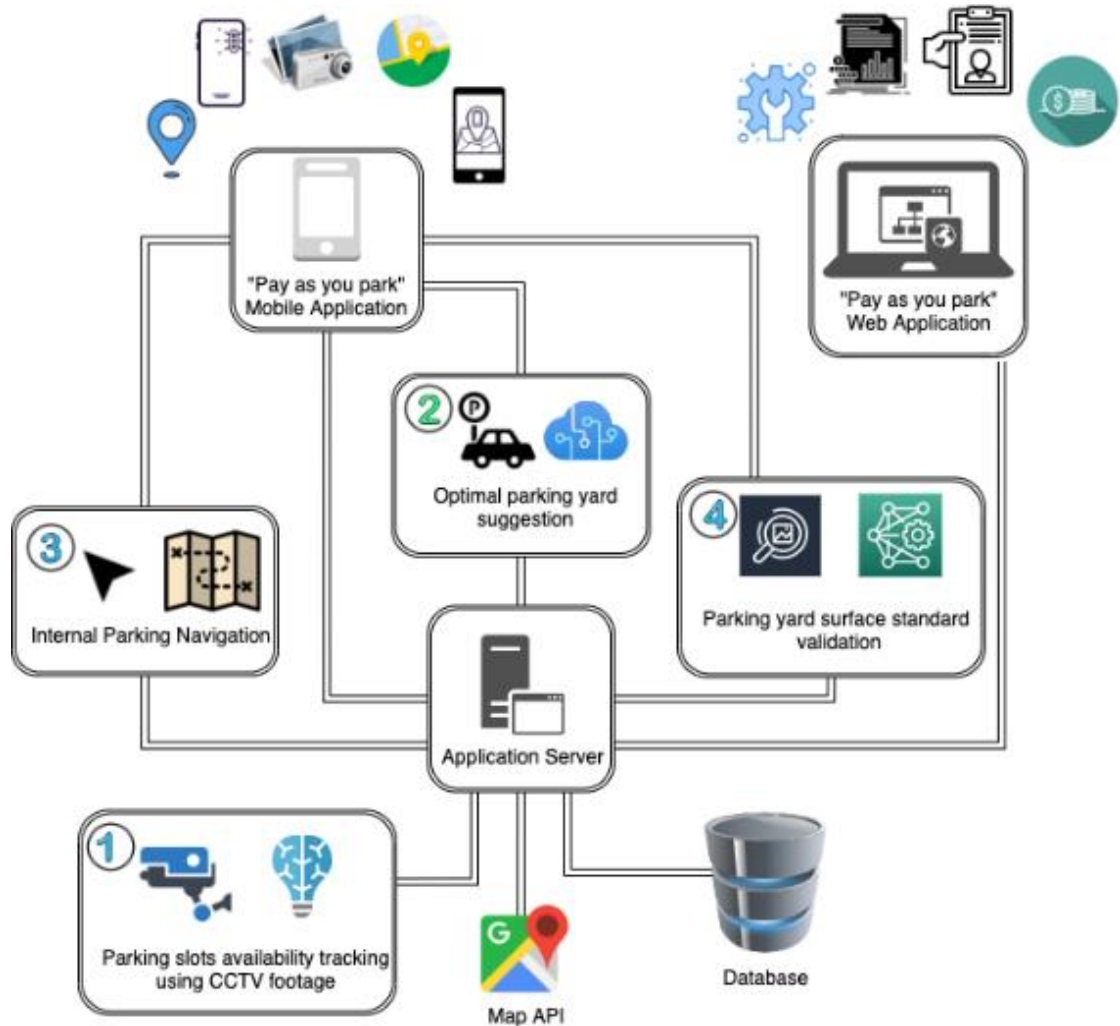 "Pay as you park"
Mobile Application
"Pay as you park"
Web Application
2
Optimal parking yard
suggestion
3
Internal Parking Navigation
4
Parking yard surface standard
validation
Application Server
1
Parking slots availability tracking
using CCTV footage
G
Map API
Database
P
$